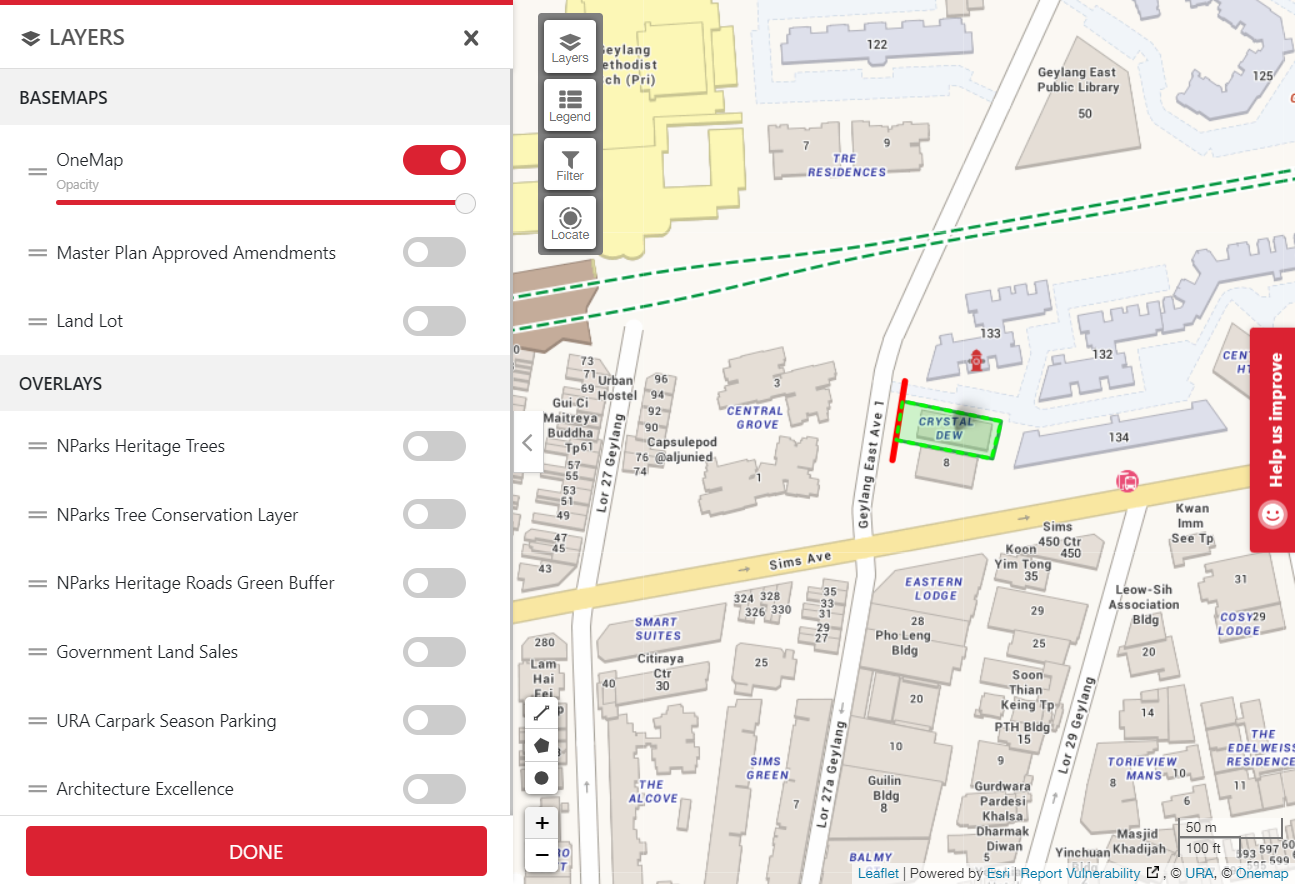 LAYERS
BASEMAPS
OneMap
Opacity
Master Plan Approved Amendments
Land Lot
OVERLAYS
NParks Heritage Trees
NParks Tree Conservation Layer
NParks Heritage Roads Green Buffer
Government Land Sales
URA Carpark Season Parking
Architecture Excellence
DONE
Layers
Legend
Filter
Locate
Geylang
Methodist
Sch (Pri)
122
Geylang East
Public Library
50
125
7
9
TRE
RESIDENCES
133
132
134
CRYSTAL
DEW
8
3
CENTRAL
GROVE
1
Geylang East Ave 1
73
71
69
Urban
Hostel
Gui Ci
Maitreya
Buddha
Tp
61
57
55
53
51
49
47
45
43
96
94
92
90
76
74
Capsulepod
@aljunied
Lor 27 Geylang
Sims Ave
Help us improve
Kwan
Imm
See Tp
Sims
450 Ctr
450
Koon
Yim Tong
35
EASTERN
LODGE
28
Pho Leng
Bldg
29
25
Leow-Sih
Association
Bldg
20
31
COSY
LODGE
29
324
328
326
330
35
33
31
29
27
SMART
SUITES
Citiraya
Ctr
30
40
25
280
Lam
Hai
Fei
20
Soon
Thian
Keing Tp
PTH Bldg
15
14
10
9
THE
EDELWEISS
RESIDENCE
TORIEVIEW
MANS
10
8
11
6
SIMS
GREEN
7
THE
ALCOVE
Guilin
Bldg
8
Gurdwara
Pardesi
Khalsa
Dharmak
Diwan
5
Lor 27a Geylang
Lor 29 Geylang
BALMY
Yinchuan
Masjid
Khadijah
593 597
50 m
100 ft
+
−
Leaflet | Powered by Esri | Report Vulnerability , © URA, © Onemap